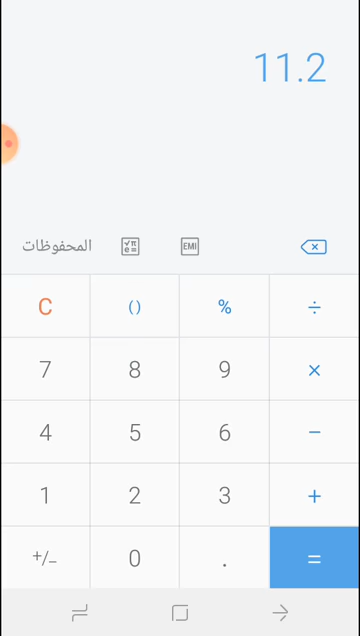 11.2
المحفوظات √π e= EMI
C () % ÷
7 8 9 ×
4 5 6 −
1 2 3 +
+/− 0 . =